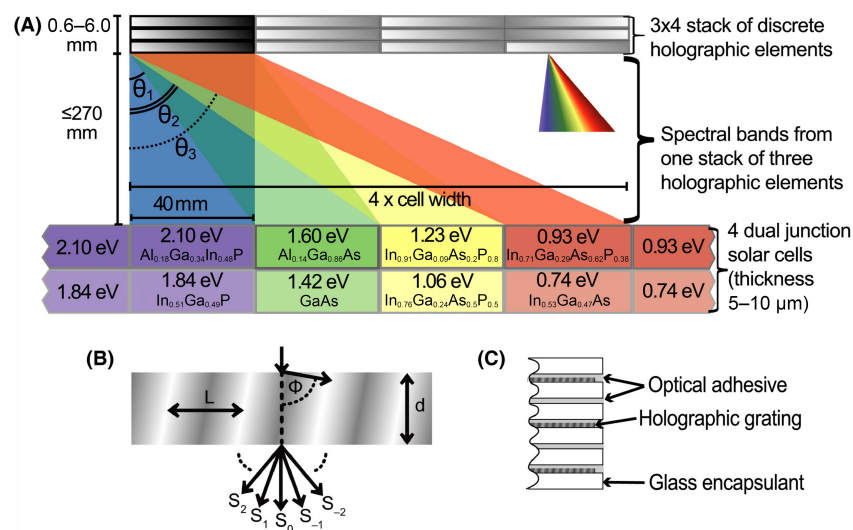 (A)
0.6–6.0
mm
3x4 stack of discrete
holographic elements
θ1
θ2
θ3
≤270
mm
Spectral bands from
one stack of three
holographic elements
4 x cell width
40 mm
2.10 eV
2.10 eV
Al0.18Ga0.34In0.48P
1.60 eV
Al0.14Ga0.86As
1.23 eV
In0.91Ga0.09As0.2P0.8
0.93 eV
In0.71Ga0.29As0.62P0.38
0.93 eV
1.84 eV
1.84 eV
In0.51Ga0.49P
1.42 eV
GaAs
1.06 eV
In0.76Ga0.24As0.5P0.5
0.74 eV
In0.53Ga0.47As
0.74 eV
4 dual junction
solar cells
(thickness
5–10 μm)
(B)
Φ
L
d
S2
S1
S0
S−1
S−2
(C)
Optical adhesive
Holographic grating
Glass encapsulant